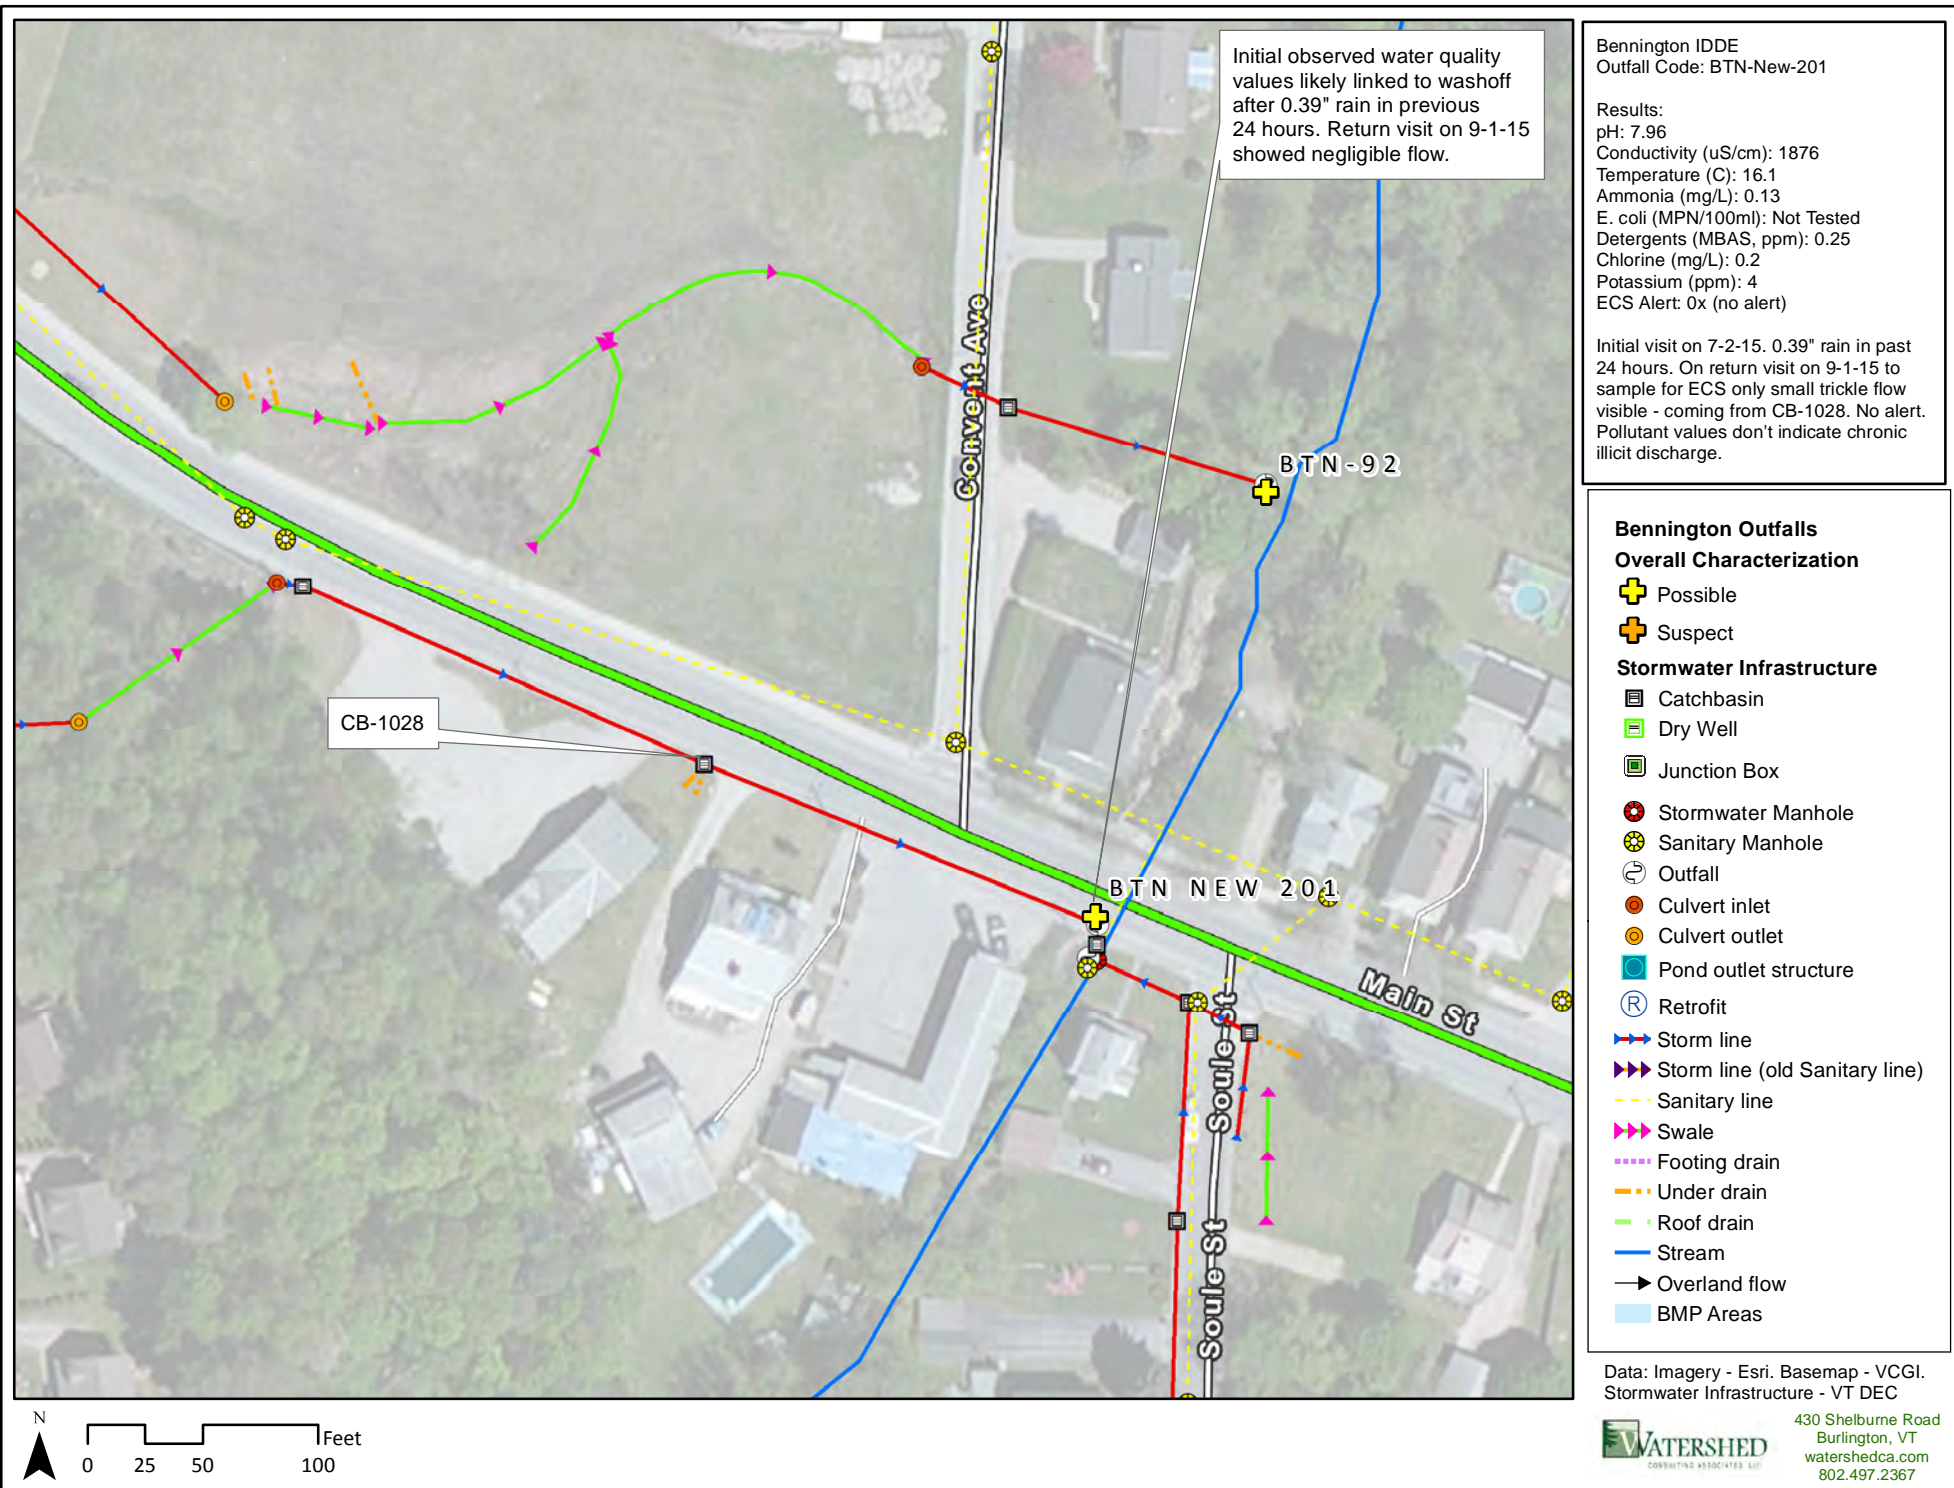 Initial observed water quality
values likely linked to washoff
after 0.39" rain in previous
24 hours. Return visit on 9-1-15
showed negligible flow.
Convent Ave
BTN-92
CB-1028
BTN NEW 201
Main St
Soule St
Soule St
N
Feet
0 25 50 100
Bennington IDDE
Outfall Code: BTN-New-201
Results:
pH: 7.96
Conductivity (uS/cm): 1876
Temperature (C): 16.1
Ammonia (mg/L): 0.13
E. coli (MPN/100ml): Not Tested
Detergents (MBAS, ppm): 0.25
Chlorine (mg/L): 0.2
Potassium (ppm): 4
ECS Alert: 0x (no alert)
Initial visit on 7-2-15. 0.39" rain in past
24 hours. On return visit on 9-1-15 to
sample for ECS only small trickle flow
visible - coming from CB-1028. No alert.
Pollutant values don't indicate chronic
illicit discharge.
Bennington Outfalls
Overall Characterization
Possible
Suspect
Stormwater Infrastructure
Catchbasin
Dry Well
Junction Box
Stormwater Manhole
Sanitary Manhole
Outfall
Culvert inlet
Culvert outlet
Pond outlet structure
R Retrofit
Storm line
Storm line (old Sanitary line)
Sanitary line
Swale
Footing drain
Under drain
Roof drain
Stream
Overland flow
BMP Areas
Data: Imagery - Esri. Basemap - VCGI.
Stormwater Infrastructure - VT DEC
WATERSHED
CONSULTING ASSOCIATES, LLC
430 Shelburne Road
Burlington, VT
watershedca.com
802.497.2367